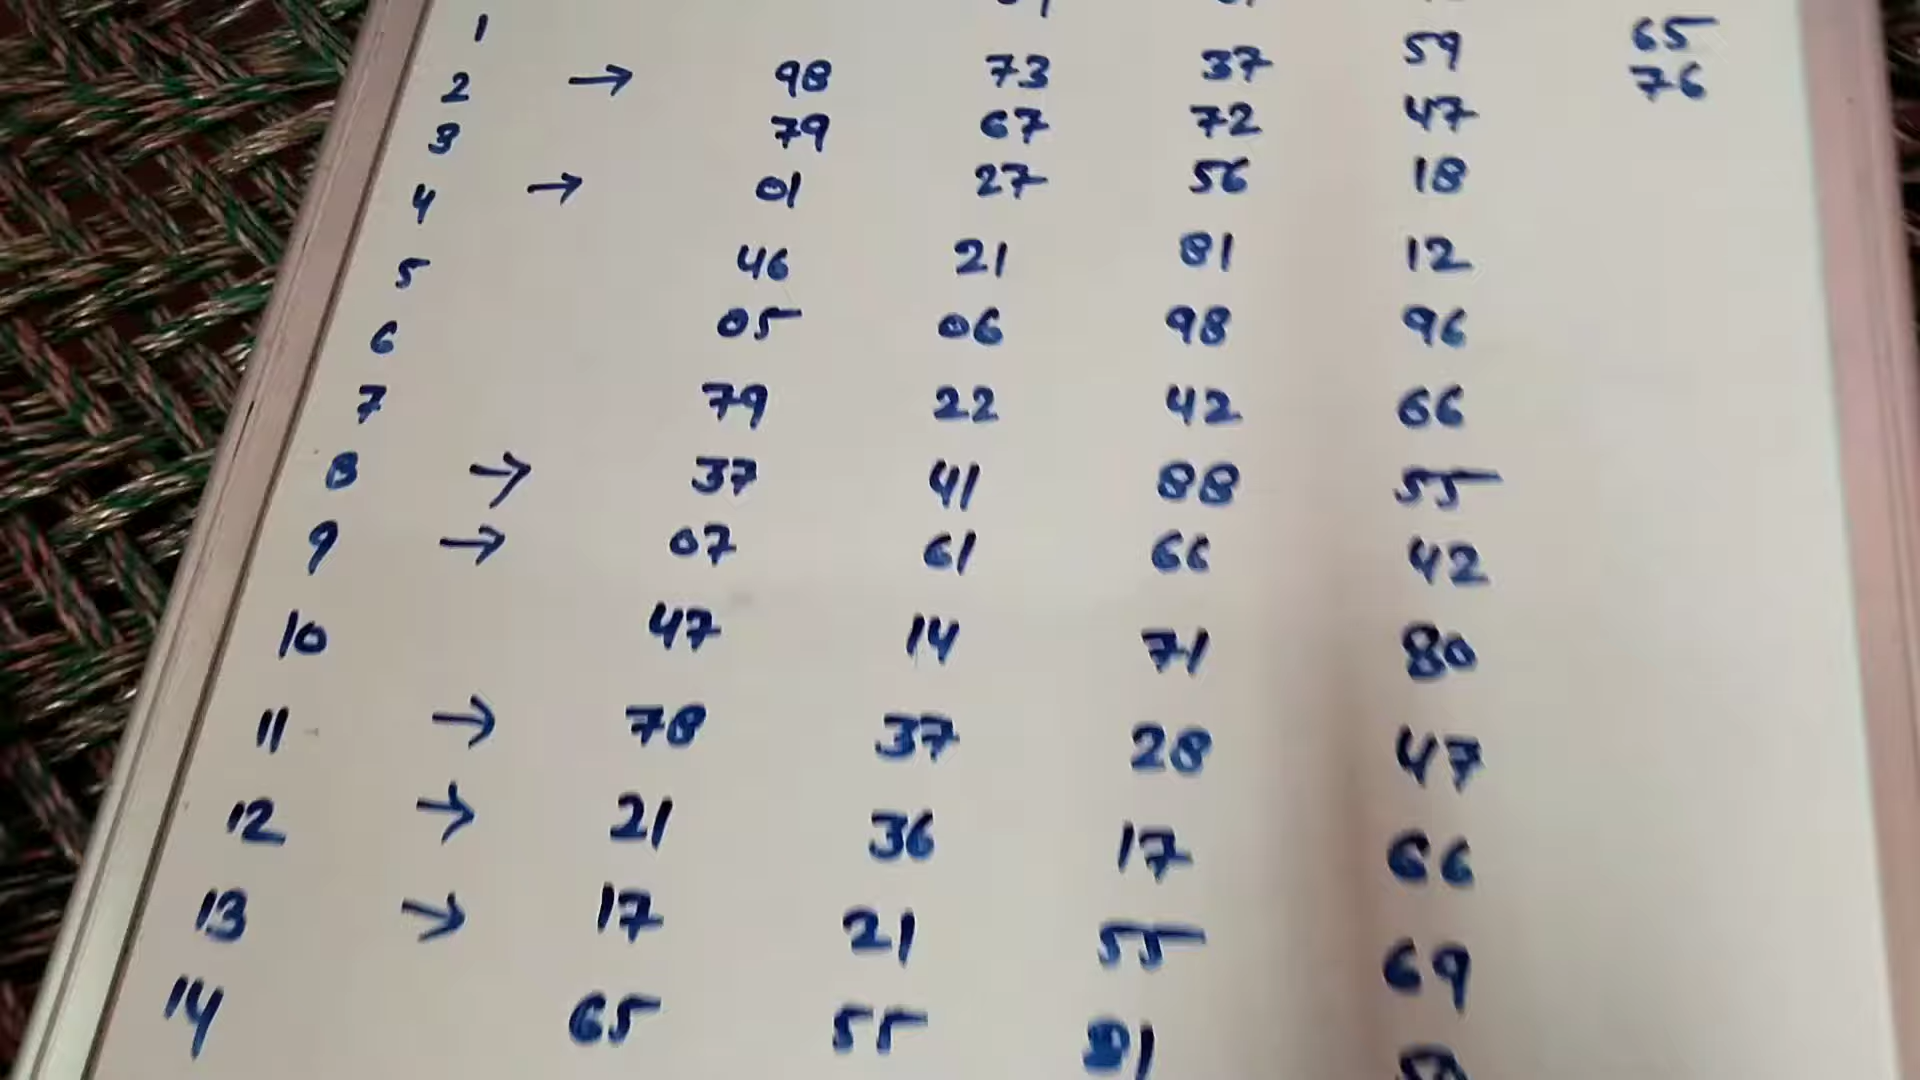 1 65
2 → 98 73 37 59 76
3 79 67 72 47
4 → 01 27 56 18
5 46 21 81 12
6 05 06 98 96
7 79 22 42 66
8 → 37 41 88 55
9 → 07 61 66 42
10 47 14 71 80
11 → 78 37 28 47
12 → 21 36 17 66
13 → 17 21 55 69
14 65 55